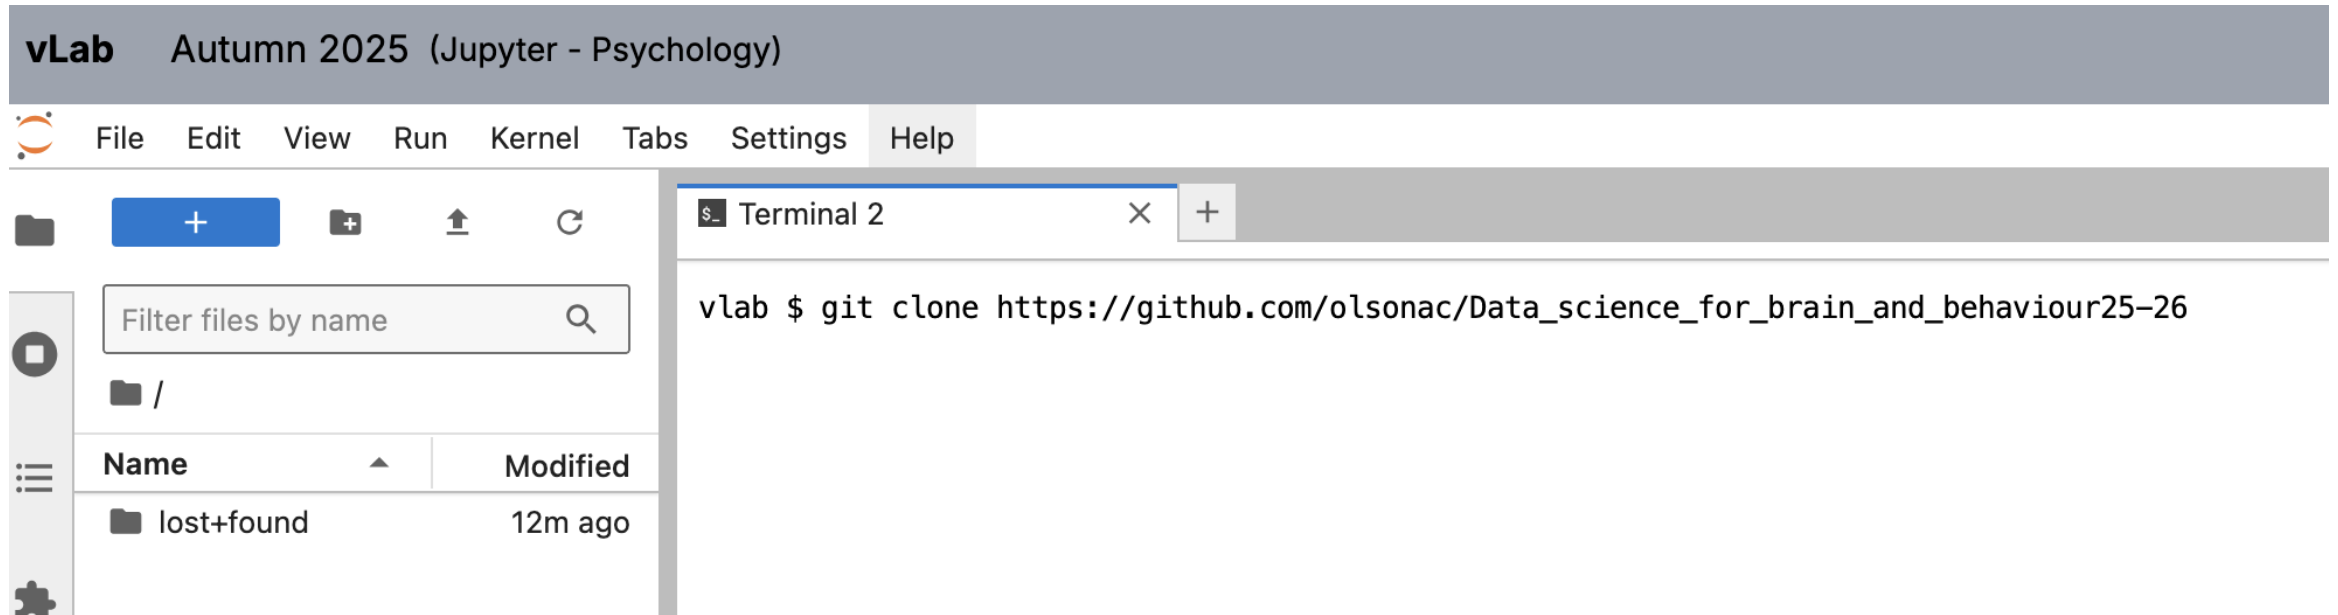 vLab Autumn 2025 (Jupyter - Psychology)
File Edit View Run Kernel Tabs Settings Help
+
$_ Terminal 2 × +
Filter files by name
vlab $ git clone https://github.com/olsonac/Data_science_for_brain_and_behaviour25-26
/
Name Modified
lost+found 12m ago